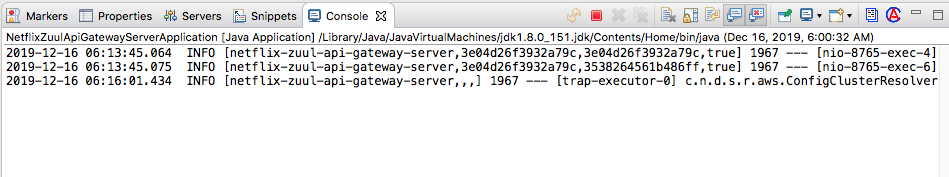 Markers Properties Servers Snippets Console
NetflixZuulApiGatewayServerApplication [Java Application] /Library/Java/JavaVirtualMachines/jdk1.8.0_151.jdk/Contents/Home/bin/java (Dec 16, 2019, 6:00:32 AM)
2019-12-16 06:13:45.064  INFO [netflix-zuul-api-gateway-server,3e04d26f3932a79c,3e04d26f3932a79c,true] 1967 --- [nio-8765-exec-4]
2019-12-16 06:13:45.075  INFO [netflix-zuul-api-gateway-server,3e04d26f3932a79c,3538264561b486ff,true] 1967 --- [nio-8765-exec-6]
2019-12-16 06:16:01.434  INFO [netflix-zuul-api-gateway-server,,,] 1967 --- [trap-executor-0] c.n.d.s.r.aws.ConfigClusterResolver